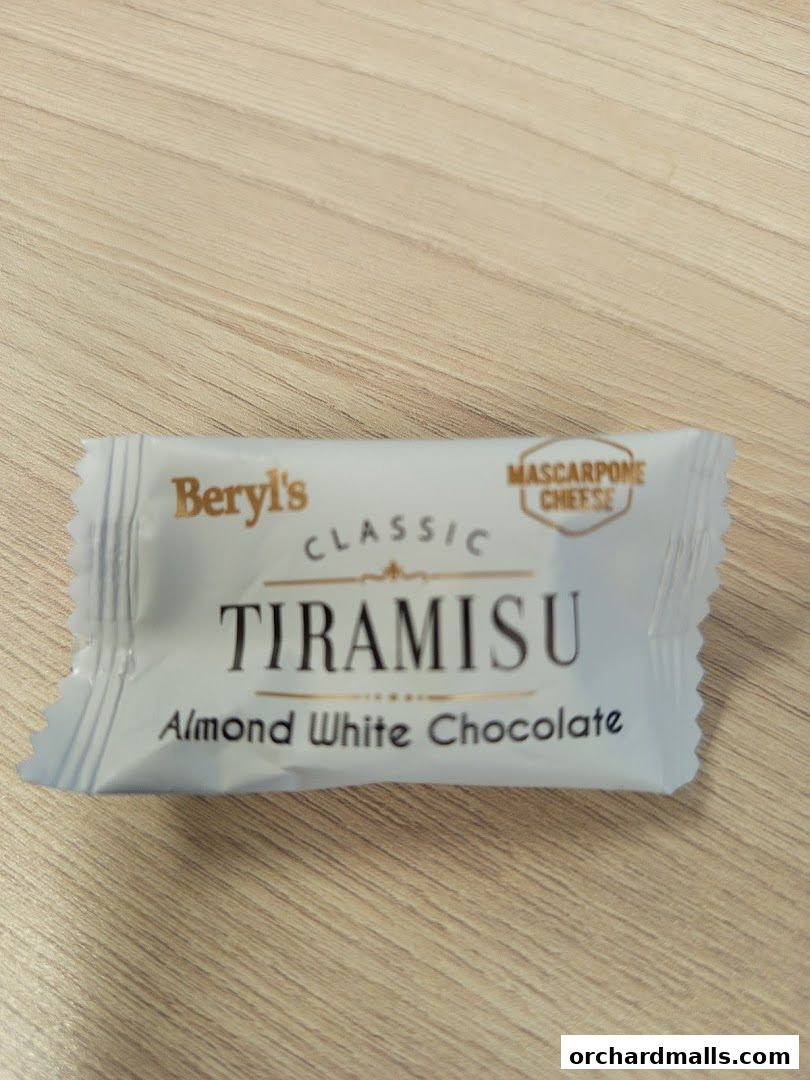 Beryl's
MASCARPONE
CHEESE
CLASSIC
TIRAMISU
Almond White Chocolate
orchardmalls.com